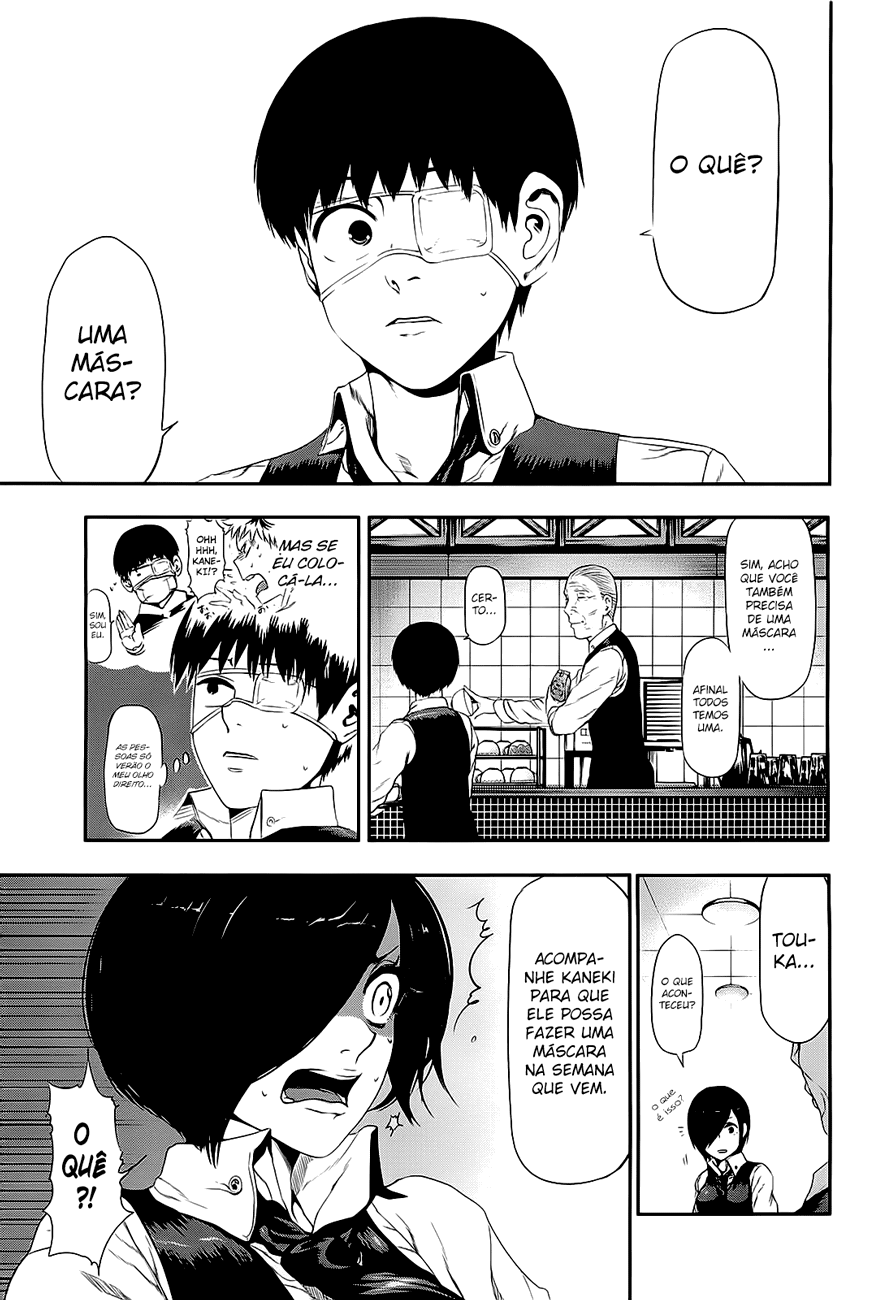 O QUÊ?
UMA
MÁS-
CARA?
SIM, ACHO
QUE VOCÊ
TAMBÉM
PRECISA
DE UMA
MÁSCARA
...
AFINAL
TODOS
TEMOS
UMA.
CER-
TO...
MAS SE
EU COLO-
CÁ-LA...
OHH
HHH,
KANE-
KI!?
SIM,
SOU
EU.
AS PES-
SOAS SÓ
VERÃO O
MEU OLHO
DIREITO...
TOU-
KA...
O QUE
ACON-
TECEU?
O QUE
É ISSO?
ACOMPA-
NHE KANEKI
PARA QUE
ELE POSSA
FAZER UMA
MÁSCARA
NA SEMANA
QUE VEM.
O
QUÊ
?!